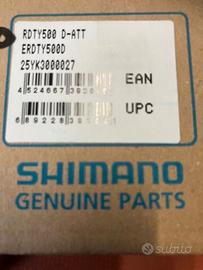 RDTY500 D-ATT
ERDTY500D
25YK3000027
EAN
UPC
SHIMANO
GENUINE PARTS
subito